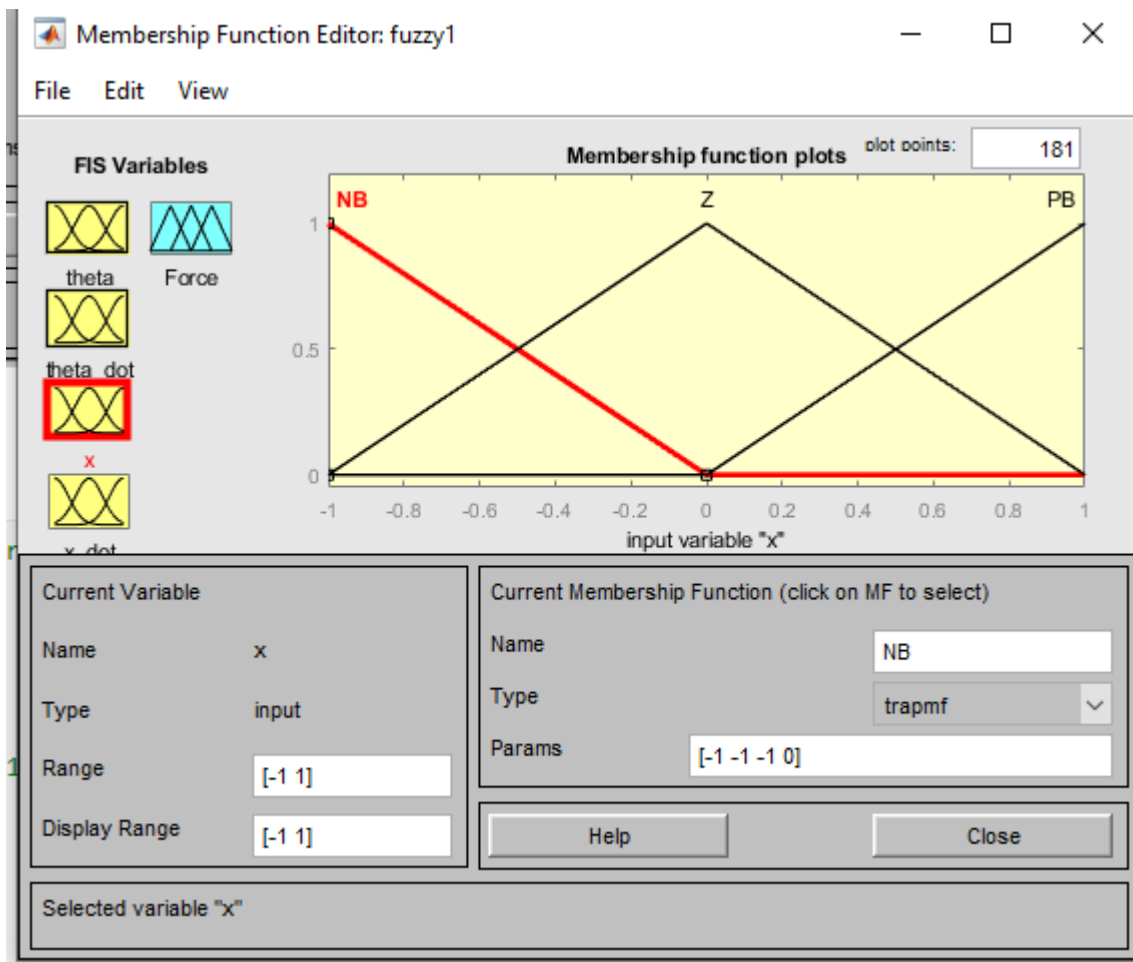 Membership Function Editor: fuzzy1
File Edit View
FIS Variables
theta
Force
theta_dot
x
x_dot
Membership function plots
plot points:
181
NB
Z
PB
1
0.5
0
-1 -0.8 -0.6 -0.4 -0.2 0 0.2 0.4 0.6 0.8 1
input variable "x"
Current Variable
Name x
Type input
Range [-1 1]
Display Range [-1 1]
Current Membership Function (click on MF to select)
Name NB
Type trapmf
Params [-1 -1 -1 0]
Help Close
Selected variable "x"